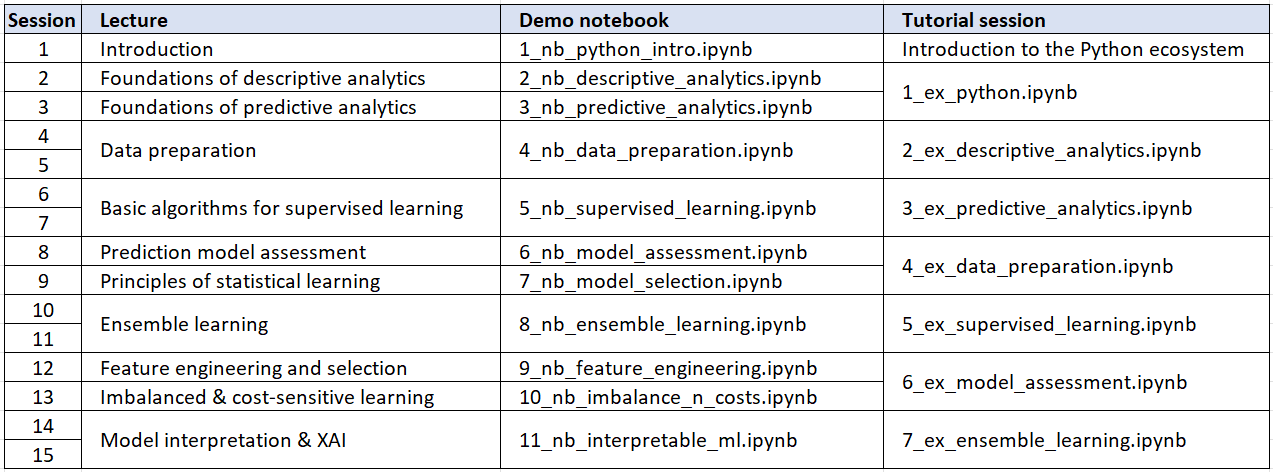 Session Lecture Demo notebook Tutorial session
1 Introduction 1_nb_python_intro.ipynb Introduction to the Python ecosystem
2 Foundations of descriptive analytics 2_nb_descriptive_analytics.ipynb
1_ex_python.ipynb
3 Foundations of predictive analytics 3_nb_predictive_analytics.ipynb
4
Data preparation 4_nb_data_preparation.ipynb 2_ex_descriptive_analytics.ipynb
5
6
Basic algorithms for supervised learning 5_nb_supervised_learning.ipynb 3_ex_predictive_analytics.ipynb
7
8 Prediction model assessment 6_nb_model_assessment.ipynb
4_ex_data_preparation.ipynb
9 Principles of statistical learning 7_nb_model_selection.ipynb
10
Ensemble learning 8_nb_ensemble_learning.ipynb 5_ex_supervised_learning.ipynb
11
12 Feature engineering and selection 9_nb_feature_engineering.ipynb
6_ex_model_assessment.ipynb
13 Imbalanced & cost-sensitive learning 10_nb_imbalance_n_costs.ipynb
14
Model interpretation & XAI 11_nb_interpretable_ml.ipynb 7_ex_ensemble_learning.ipynb
15